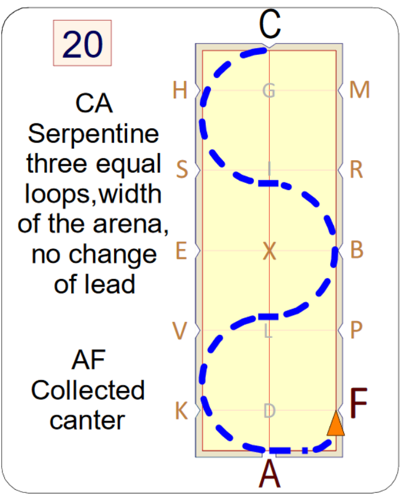 20
C
CA
Serpentine
three equal
loops,width
of the arena,
no change
of lead
AF
Collected
canter
H G M
S I R
E X B
V L P
K D F
A